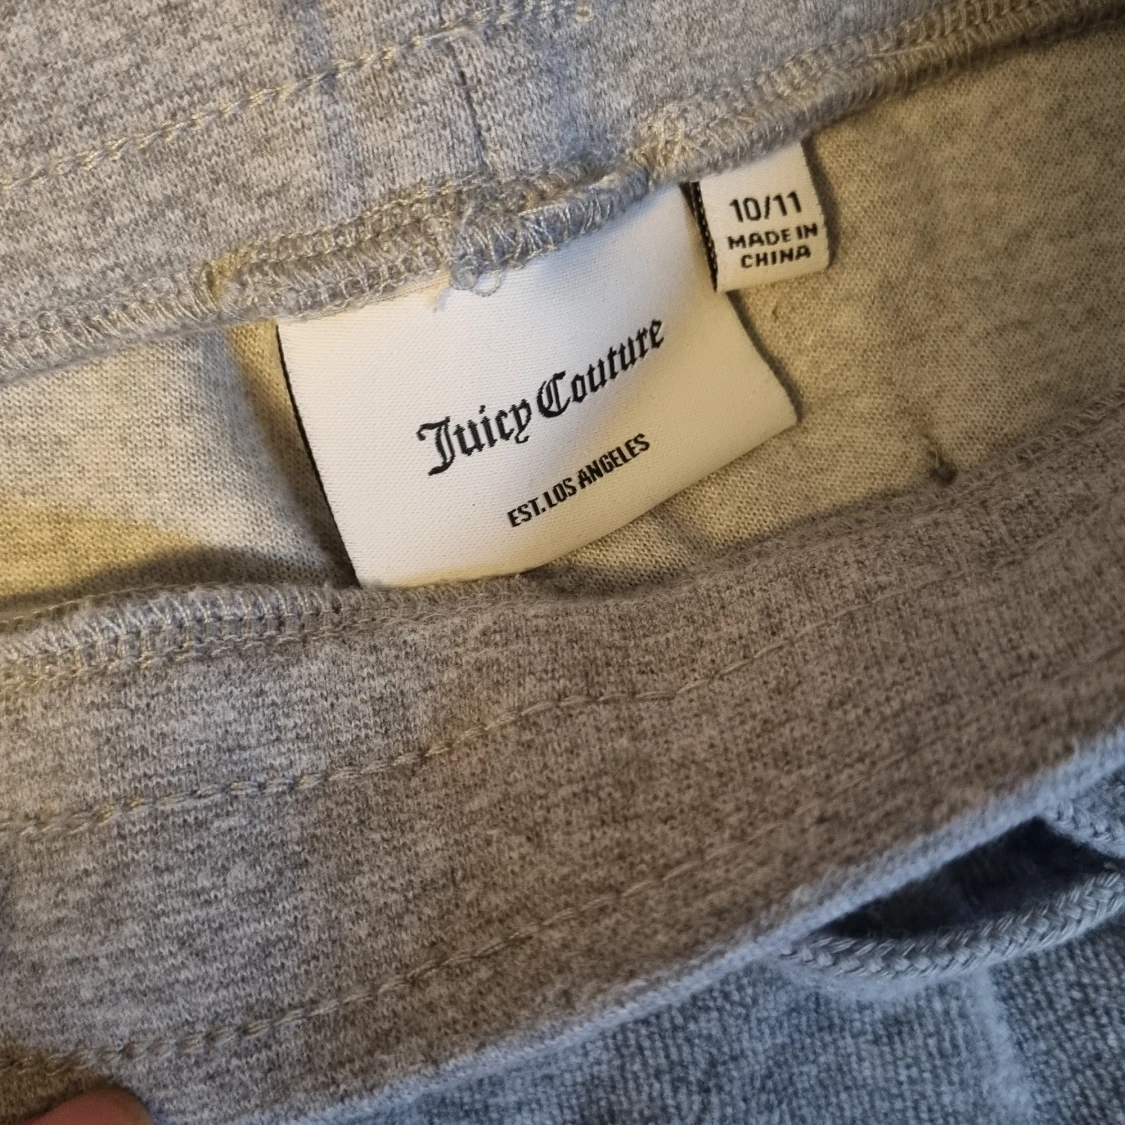 10/11
MADE IN
CHINA
Juicy Couture
EST. LOS ANGELES